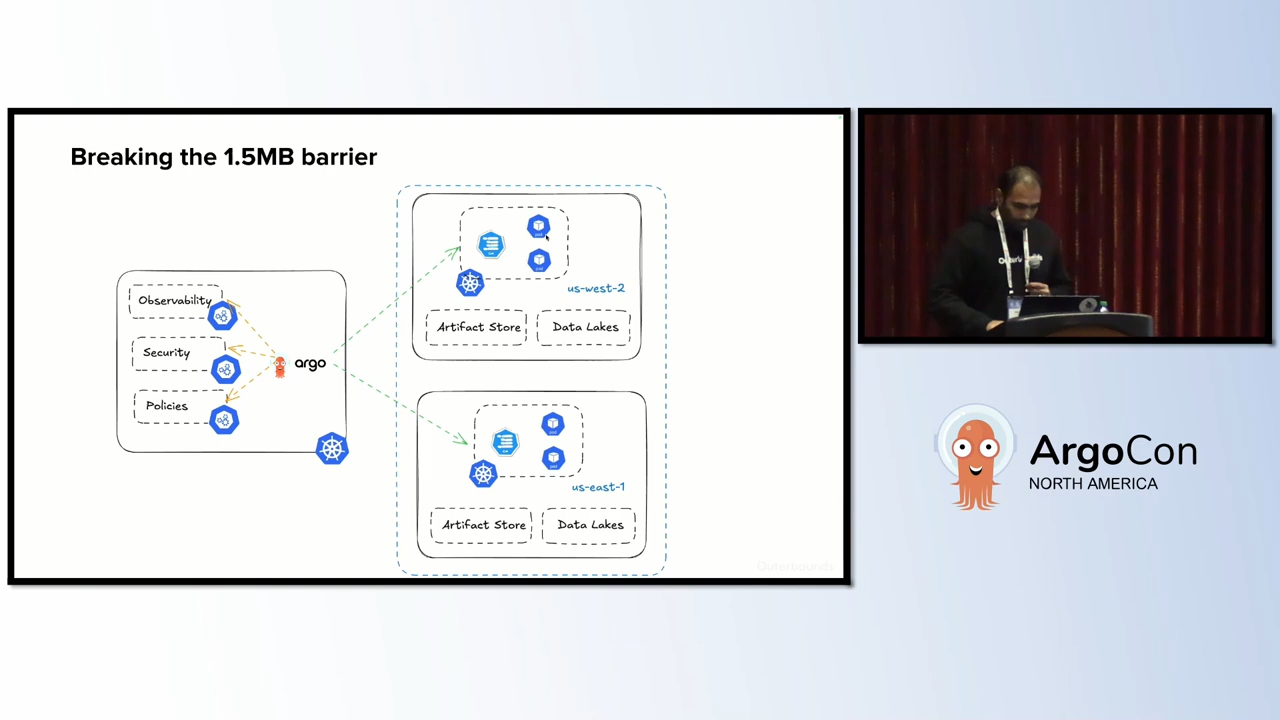 Breaking the 1.5MB barrier
Observability
Security
Policies
argo
us-west-2
Artifact Store
Data Lakes
us-east-1
Artifact Store
Data Lakes
Outerbounds
ArgoCon
NORTH AMERICA